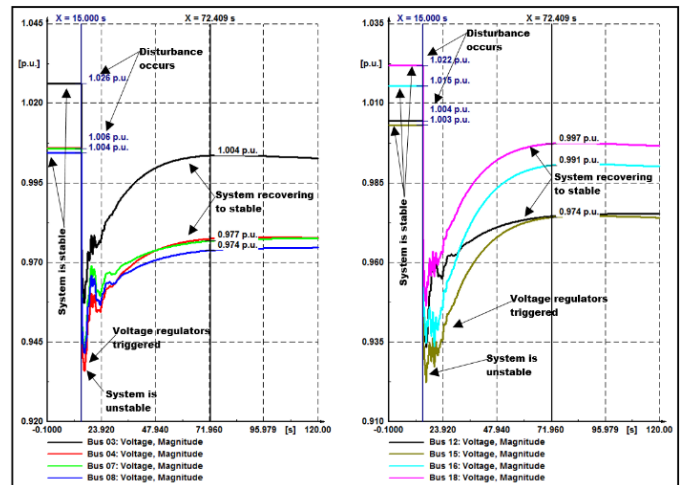 X = 15.000 s
X = 72.409 s
1.045
[p.u.]
1.020
0.995
0.970
0.945
0.920
Disturbance
occurs
1.026 p.u.
1.006 p.u.
1.004 p.u.
1.004 p.u.
System recovering
to stable
0.977 p.u.
0.974 p.u.
System is stable
Voltage regulators
triggered
System is
unstable
-0.1000
23.920
47.940
71.960
95.979
[s]
120.00
Bus 03: Voltage, Magnitude
Bus 04: Voltage, Magnitude
Bus 07: Voltage, Magnitude
Bus 08: Voltage, Magnitude
X = 15.000 s
X = 72.409 s
1.035
[p.u.]
1.010
0.985
0.960
0.935
0.910
Disturbance
occurs
1.022 p.u.
1.015 p.u.
1.004 p.u.
1.003 p.u.
0.997 p.u.
0.991 p.u.
System recovering
to stable
0.974 p.u.
System is stable
Voltage regulators
triggered
System is
unstable
-0.1000
23.920
47.940
71.960
95.979
[s]
120.00
Bus 12: Voltage, Magnitude
Bus 15: Voltage, Magnitude
Bus 16: Voltage, Magnitude
Bus 18: Voltage, Magnitude